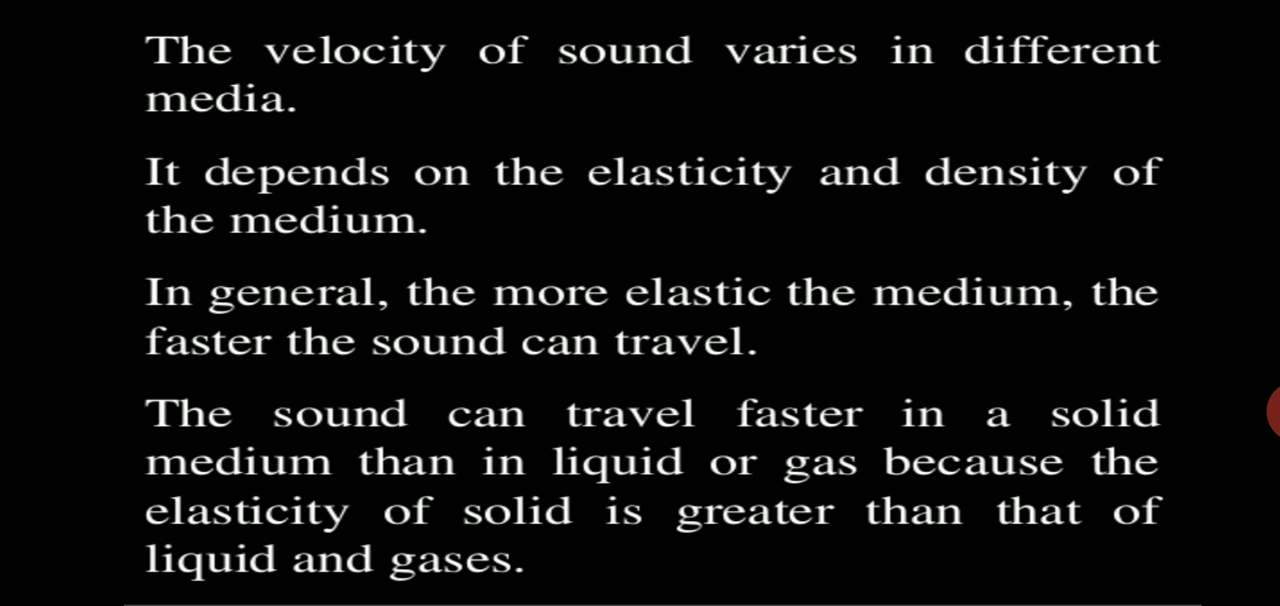 The velocity of sound varies in different
media.
It depends on the elasticity and density of
the medium.
In general, the more elastic the medium, the
faster the sound can travel.
The sound can travel faster in a solid
medium than in liquid or gas because the
elasticity of solid is greater than that of
liquid and gases.